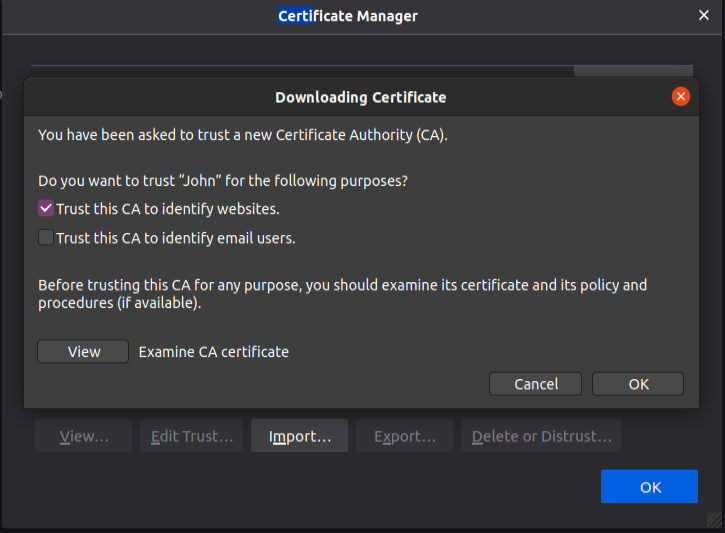 Certificate Manager
Downloading Certificate
You have been asked to trust a new Certificate Authority (CA).
Do you want to trust “John” for the following purposes?
Trust this CA to identify websites.
Trust this CA to identify email users.
Before trusting this CA for any purpose, you should examine its certificate and its policy and
procedures (if available).
View Examine CA certificate
Cancel OK
View… Edit Trust… Import… Export… Delete or Distrust…
OK